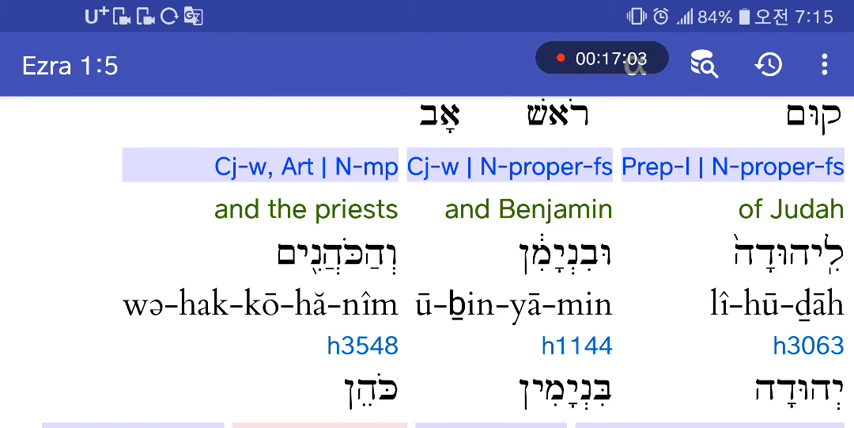 U+ 84% 오전 7:15
Ezra 1:5 00:17:03 α
קוּם רֹאשׁ אָב
Prep-l | N-proper-fs Cj-w | N-proper-fs Cj-w, Art | N-mp
of Judah and Benjamin and the priests
לִֽיהוּדָה֙ וּבִנְיָמִ֔ן וְהַכֹּהֲנִ֖ים
lî-hū-ḏāh ū-ḇin-yā-min wə-hak-kō-hă-nîm
h3063 h1144 h3548
יְהוּדָה בִּנְיָמִין כֹּהֵן